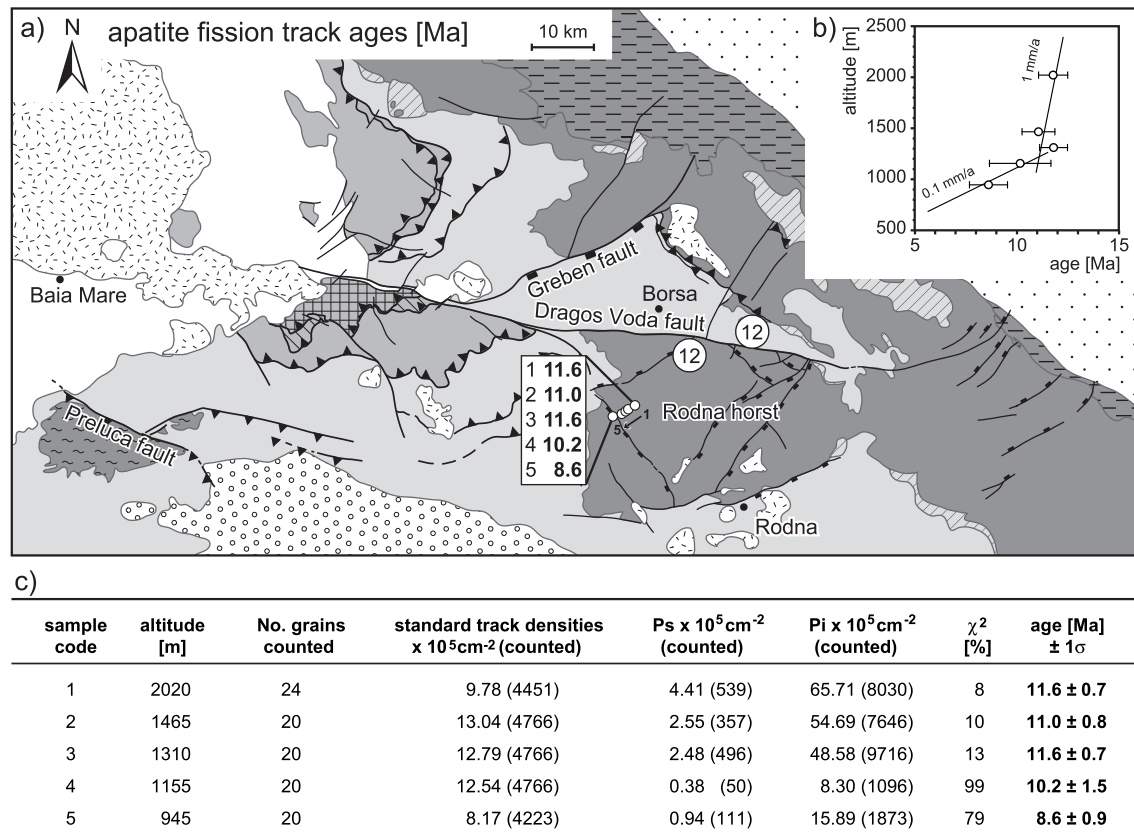 a)
N
apatite fission track ages [Ma]
10 km
b)
altitude [m]
2500
2000
1500
1000
500
1 mm/a
0.1 mm/a
5
10
15
age [Ma]
Baia Mare
Greben fault
Borsa
Dragos Voda fault
12
12
1 11.6
2 11.0
3 11.6
4 10.2
5 8.6
1
5
Rodna horst
Preluca fault
Rodna
c)
sample code altitude [m] No. grains counted standard track densities x 10⁵cm⁻² (counted) Ps x 10⁵cm⁻² (counted) Pi x 10⁵cm⁻² (counted) χ² [%] age [Ma] ± 1σ
1 2020 24 9.78 (4451) 4.41 (539) 65.71 (8030) 8 11.6 ± 0.7
2 1465 20 13.04 (4766) 2.55 (357) 54.69 (7646) 10 11.0 ± 0.8
3 1310 20 12.79 (4766) 2.48 (496) 48.58 (9716) 13 11.6 ± 0.7
4 1155 20 12.54 (4766) 0.38 (50) 8.30 (1096) 99 10.2 ± 1.5
5 945 20 8.17 (4223) 0.94 (111) 15.89 (1873) 79 8.6 ± 0.9